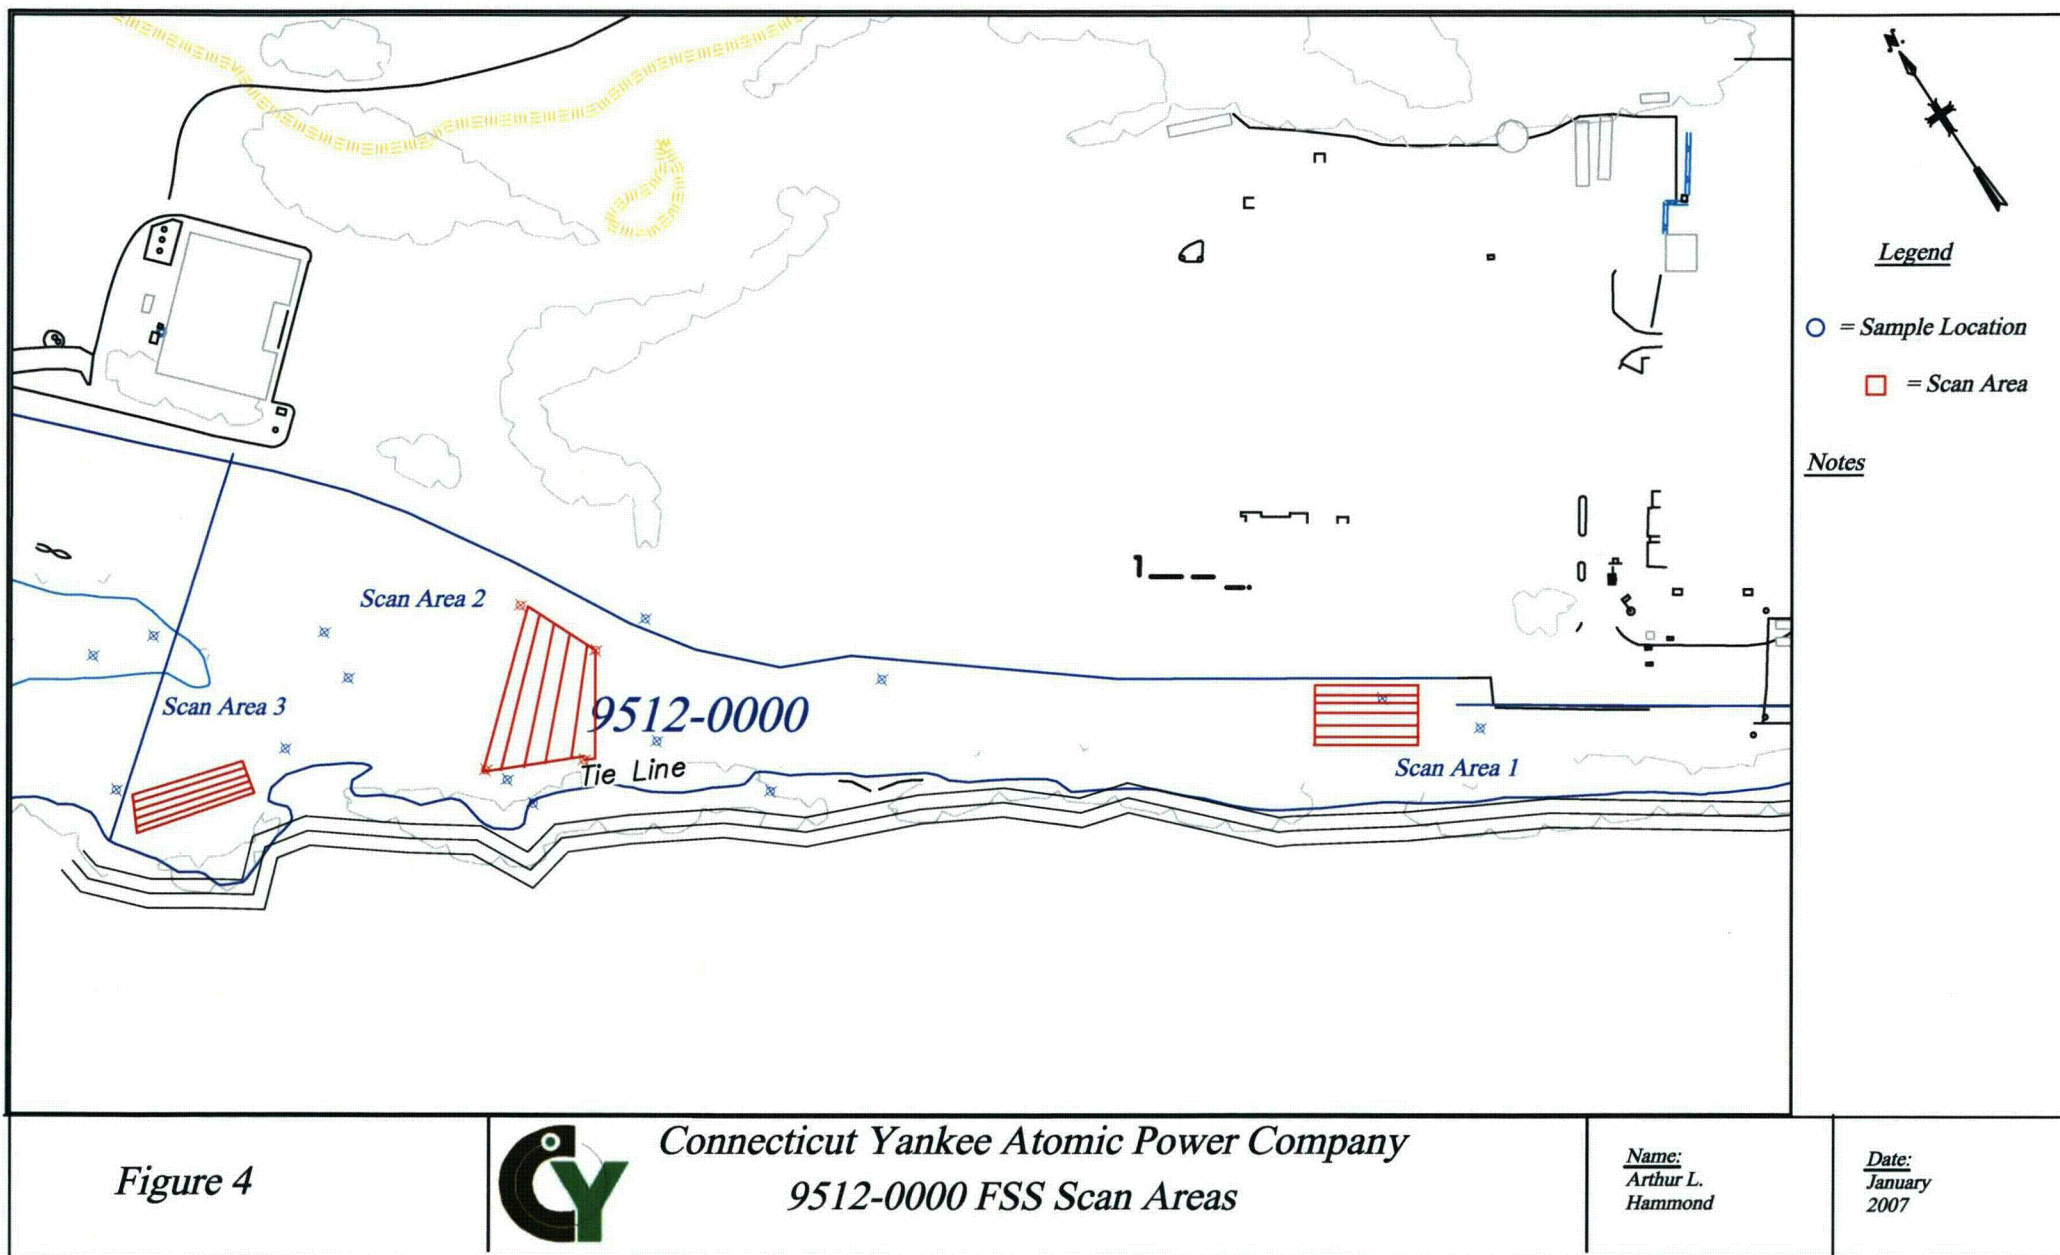 N
Legend
= Sample Location
= Scan Area
Notes
Scan Area 2
Scan Area 3
9512-0000
Tie Line
Scan Area 1
Figure 4
CY
Connecticut Yankee Atomic Power Company
9512-0000 FSS Scan Areas
Name:
Arthur L.
Hammond
Date:
January
2007